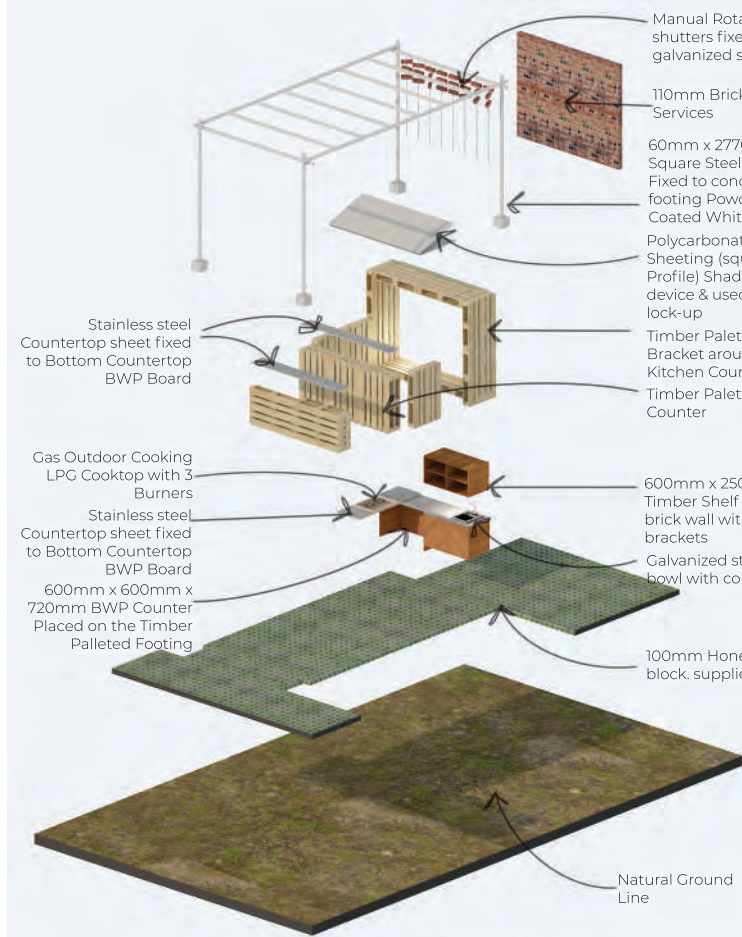 Manual Rota
shutters fixe
galvanized s
110mm Brick
Services
60mm x 2770
Square Steel
Fixed to conc
footing Powd
Coated Whit
Polycarbonat
Sheeting (squ
Profile) Shad
device & used
lock-up
Timber Palet
Bracket arou
Kitchen Coun
Timber Palet
Counter
600mm x 250
Timber Shelf
brick wall wit
brackets
Galvanized st
bowl with co
100mm Hone
block. supplie
Natural Ground
Line
Stainless steel
Countertop sheet fixed
to Bottom Countertop
BWP Board
Gas Outdoor Cooking
LPG Cooktop with 3
Burners
Stainless steel
Countertop sheet fixed
to Bottom Countertop
BWP Board
600mm x 600mm x
720mm BWP Counter
Placed on the Timber
Palleted Footing